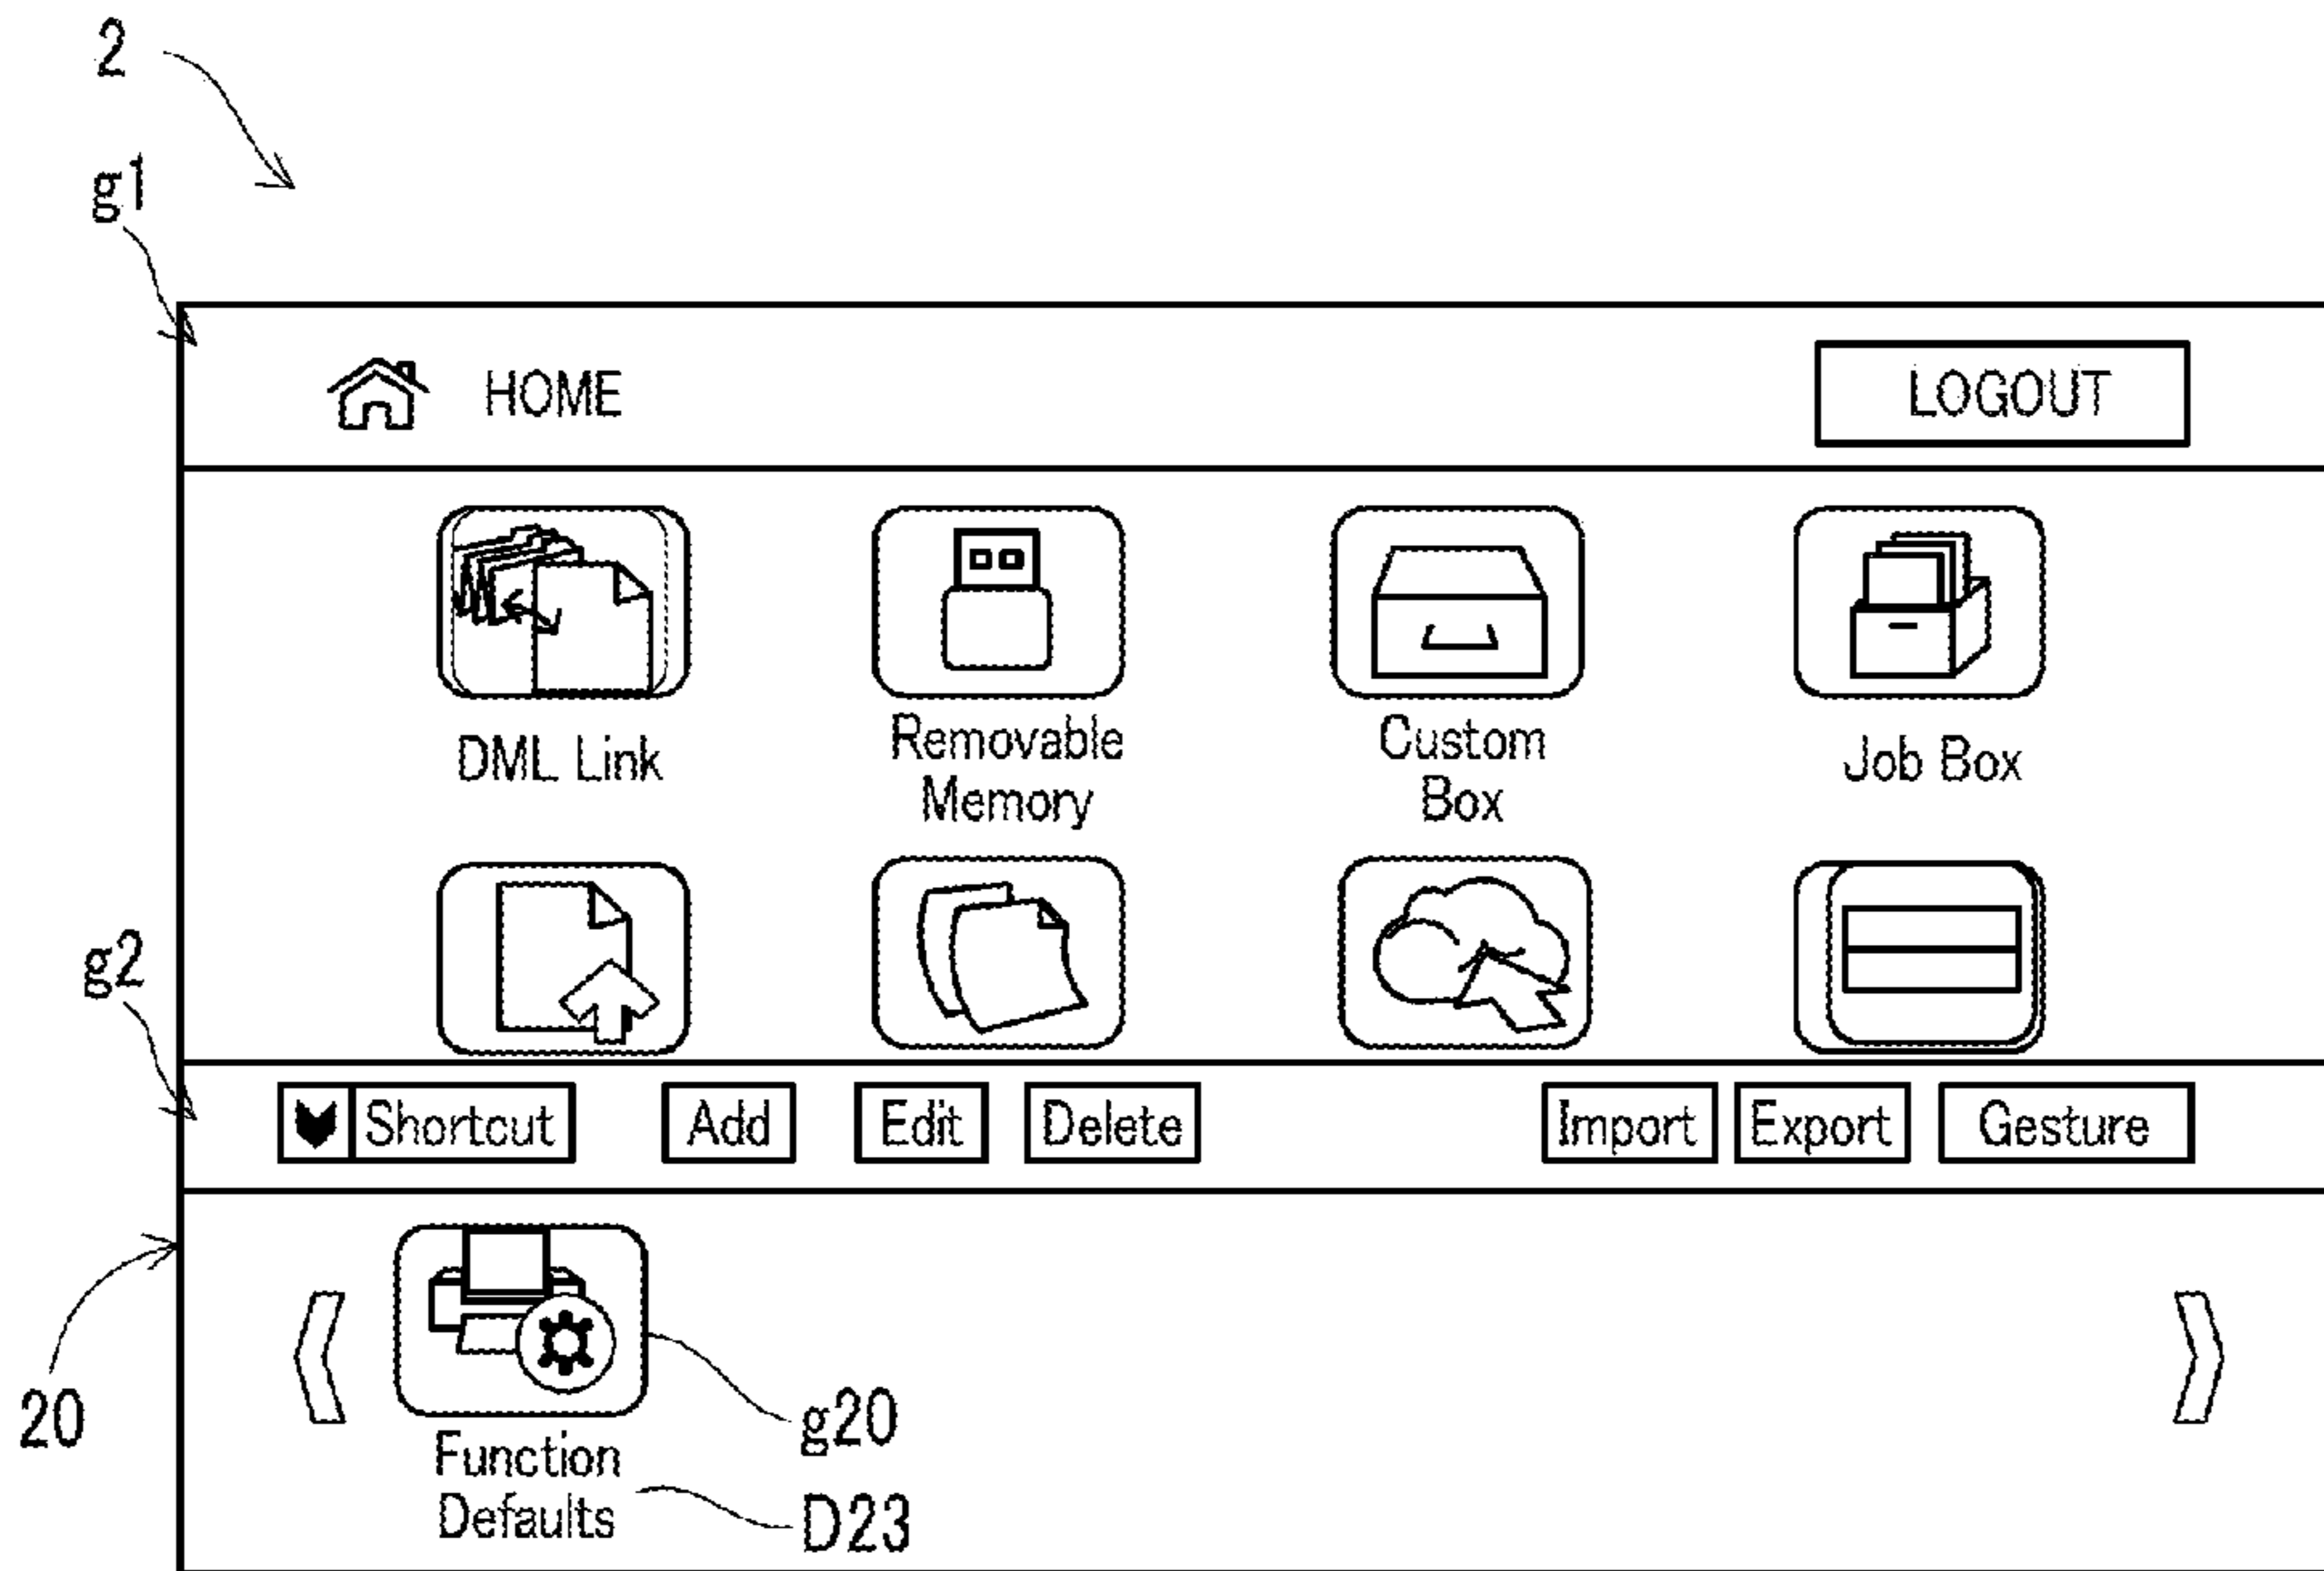 2
g1
HOME
LOGOUT
DML Link
Removable
Memory
Custom
Box
Job Box
g2
Shortcut
Add
Edit
Delete
Import
Export
Gesture
20
g20
Function
Defaults
D23